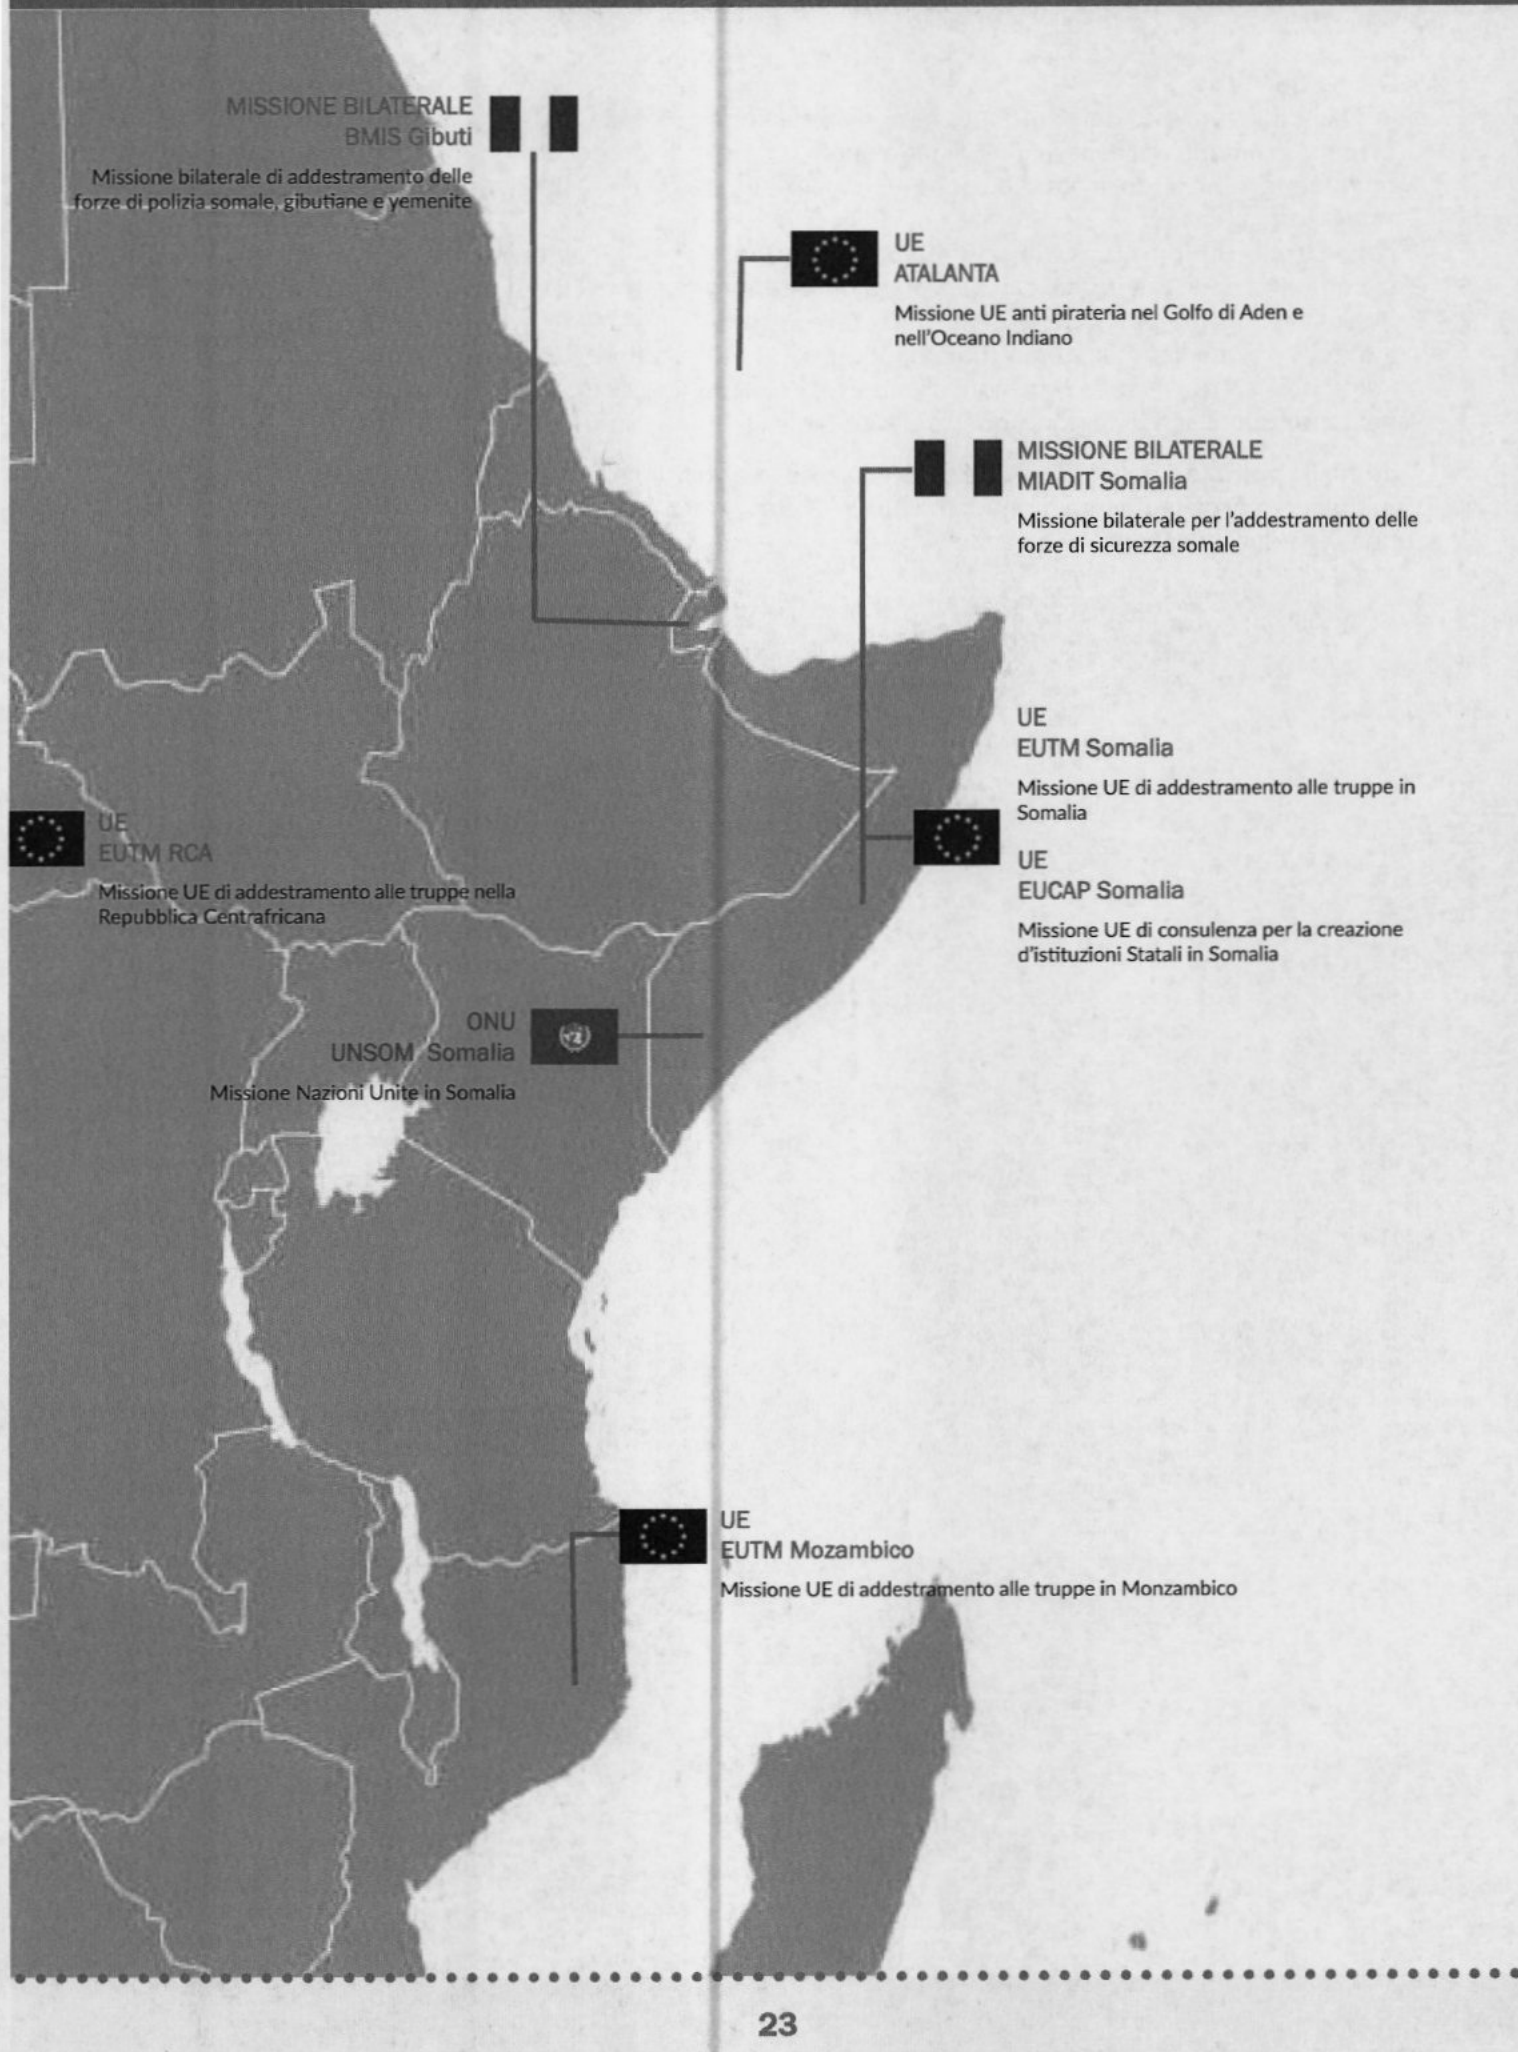 MISSIONE BILATERALE
BMIS Gibuti
Missione bilaterale di addestramento delle
forze di polizia somale, gibutiane e yemenite
UE
ATALANTA
Missione UE anti pirateria nel Golfo di Aden e
nell'Oceano Indiano
MISSIONE BILATERALE
MIADIT Somalia
Missione bilaterale per l'addestramento delle
forze di sicurezza somale
UE
EUTM Somalia
Missione UE di addestramento alle truppe in
Somalia
UE
EUCAP Somalia
Missione UE di consulenza per la creazione
d'istituzioni Statali in Somalia
UE
EUTM RCA
Missione UE di addestramento alle truppe nella
Repubblica Centrafricana
ONU
UNSOM Somalia
Missione Nazioni Unite in Somalia
UE
EUTM Mozambico
Missione UE di addestramento alle truppe in Monzambico
23